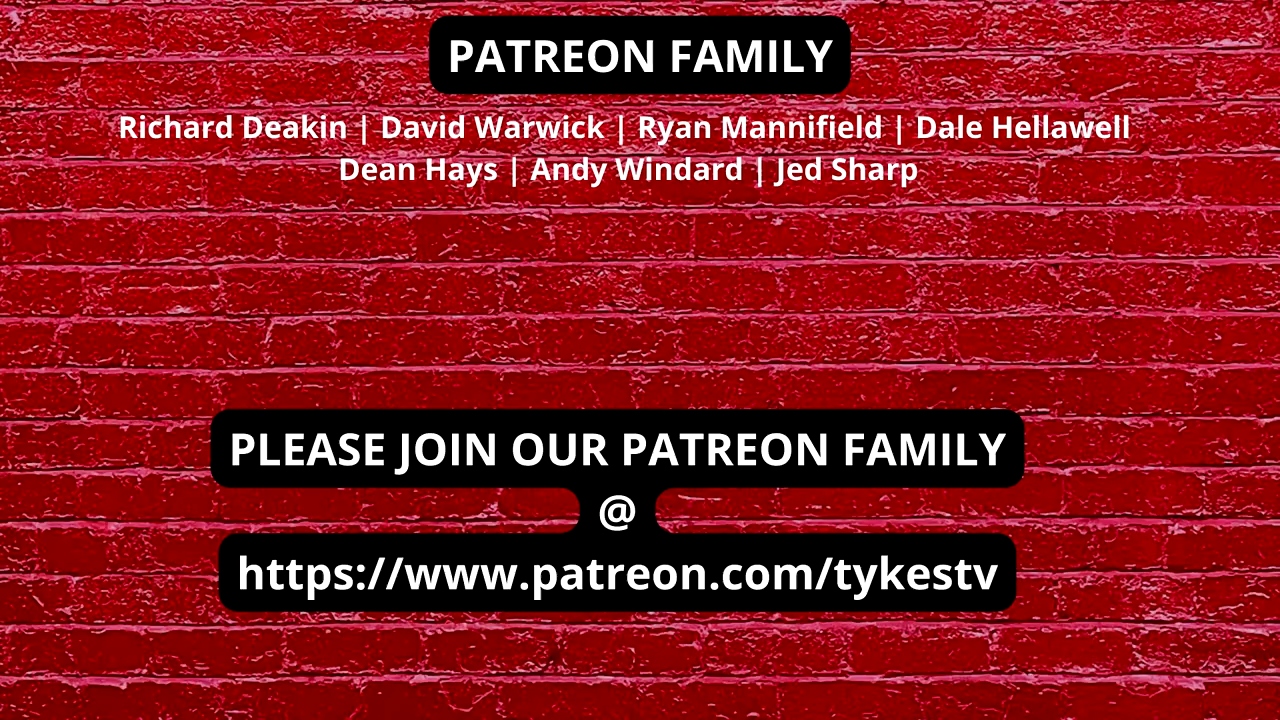 PATREON FAMILY
Richard Deakin | David Warwick | Ryan Mannifield | Dale Hellawell
Dean Hays | Andy Windard | Jed Sharp
PLEASE JOIN OUR PATREON FAMILY
@
https://www.patreon.com/tykestv